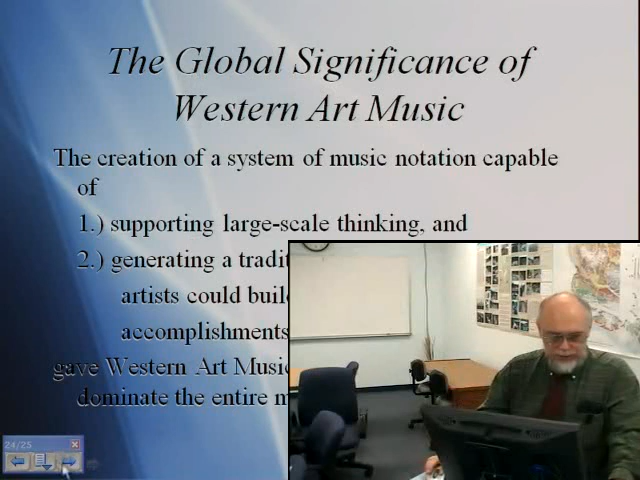 The Global Significance of
Western Art Music
The creation of a system of music notation capable
of
1.) supporting large-scale thinking, and
2.) generating a tradit
artists could buil
accomplishments
gave Western Art Music
dominate the entire m
24/25